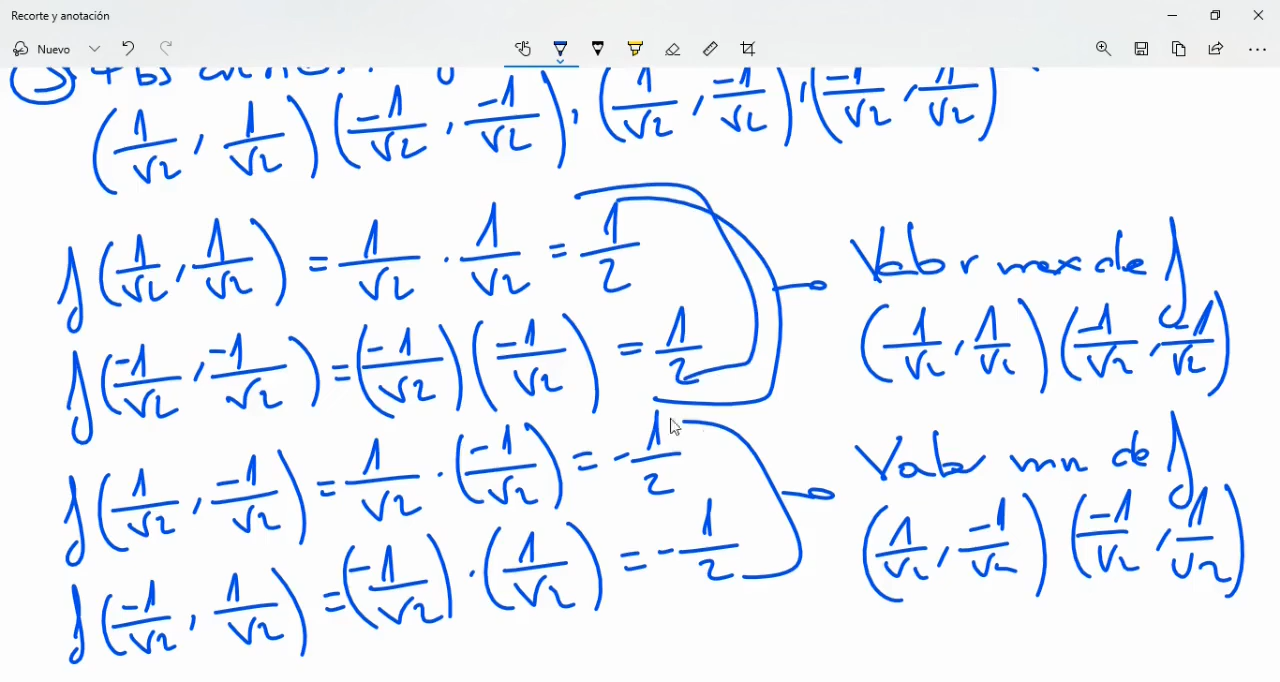 Recorte y anotación
Nuevo
(1/√2, 1/√2) (-1/√2, -1/√2), (1/√2, -1/√2), (-1/√2, 1/√2)
f(1/√2, 1/√2) = 1/√2 · 1/√2 = 1/2
f(-1/√2, -1/√2) = (-1/√2)(-1/√2) = 1/2
Valor max de f
(1/√2, 1/√2) (-1/√2, -1/√2)
f(1/√2, -1/√2) = 1/√2 · (-1/√2) = -1/2
f(-1/√2, 1/√2) = (-1/√2) · (1/√2) = -1/2
Valor mn de f
(1/√2, -1/√2) (-1/√2, 1/√2)